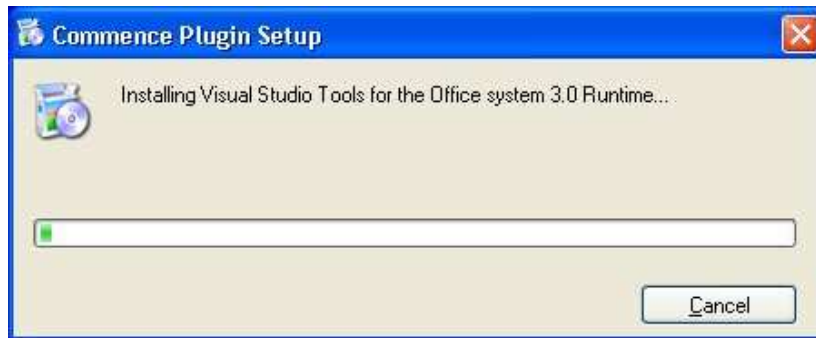 Commence Plugin Setup
Installing Visual Studio Tools for the Office system 3.0 Runtime...
Cancel